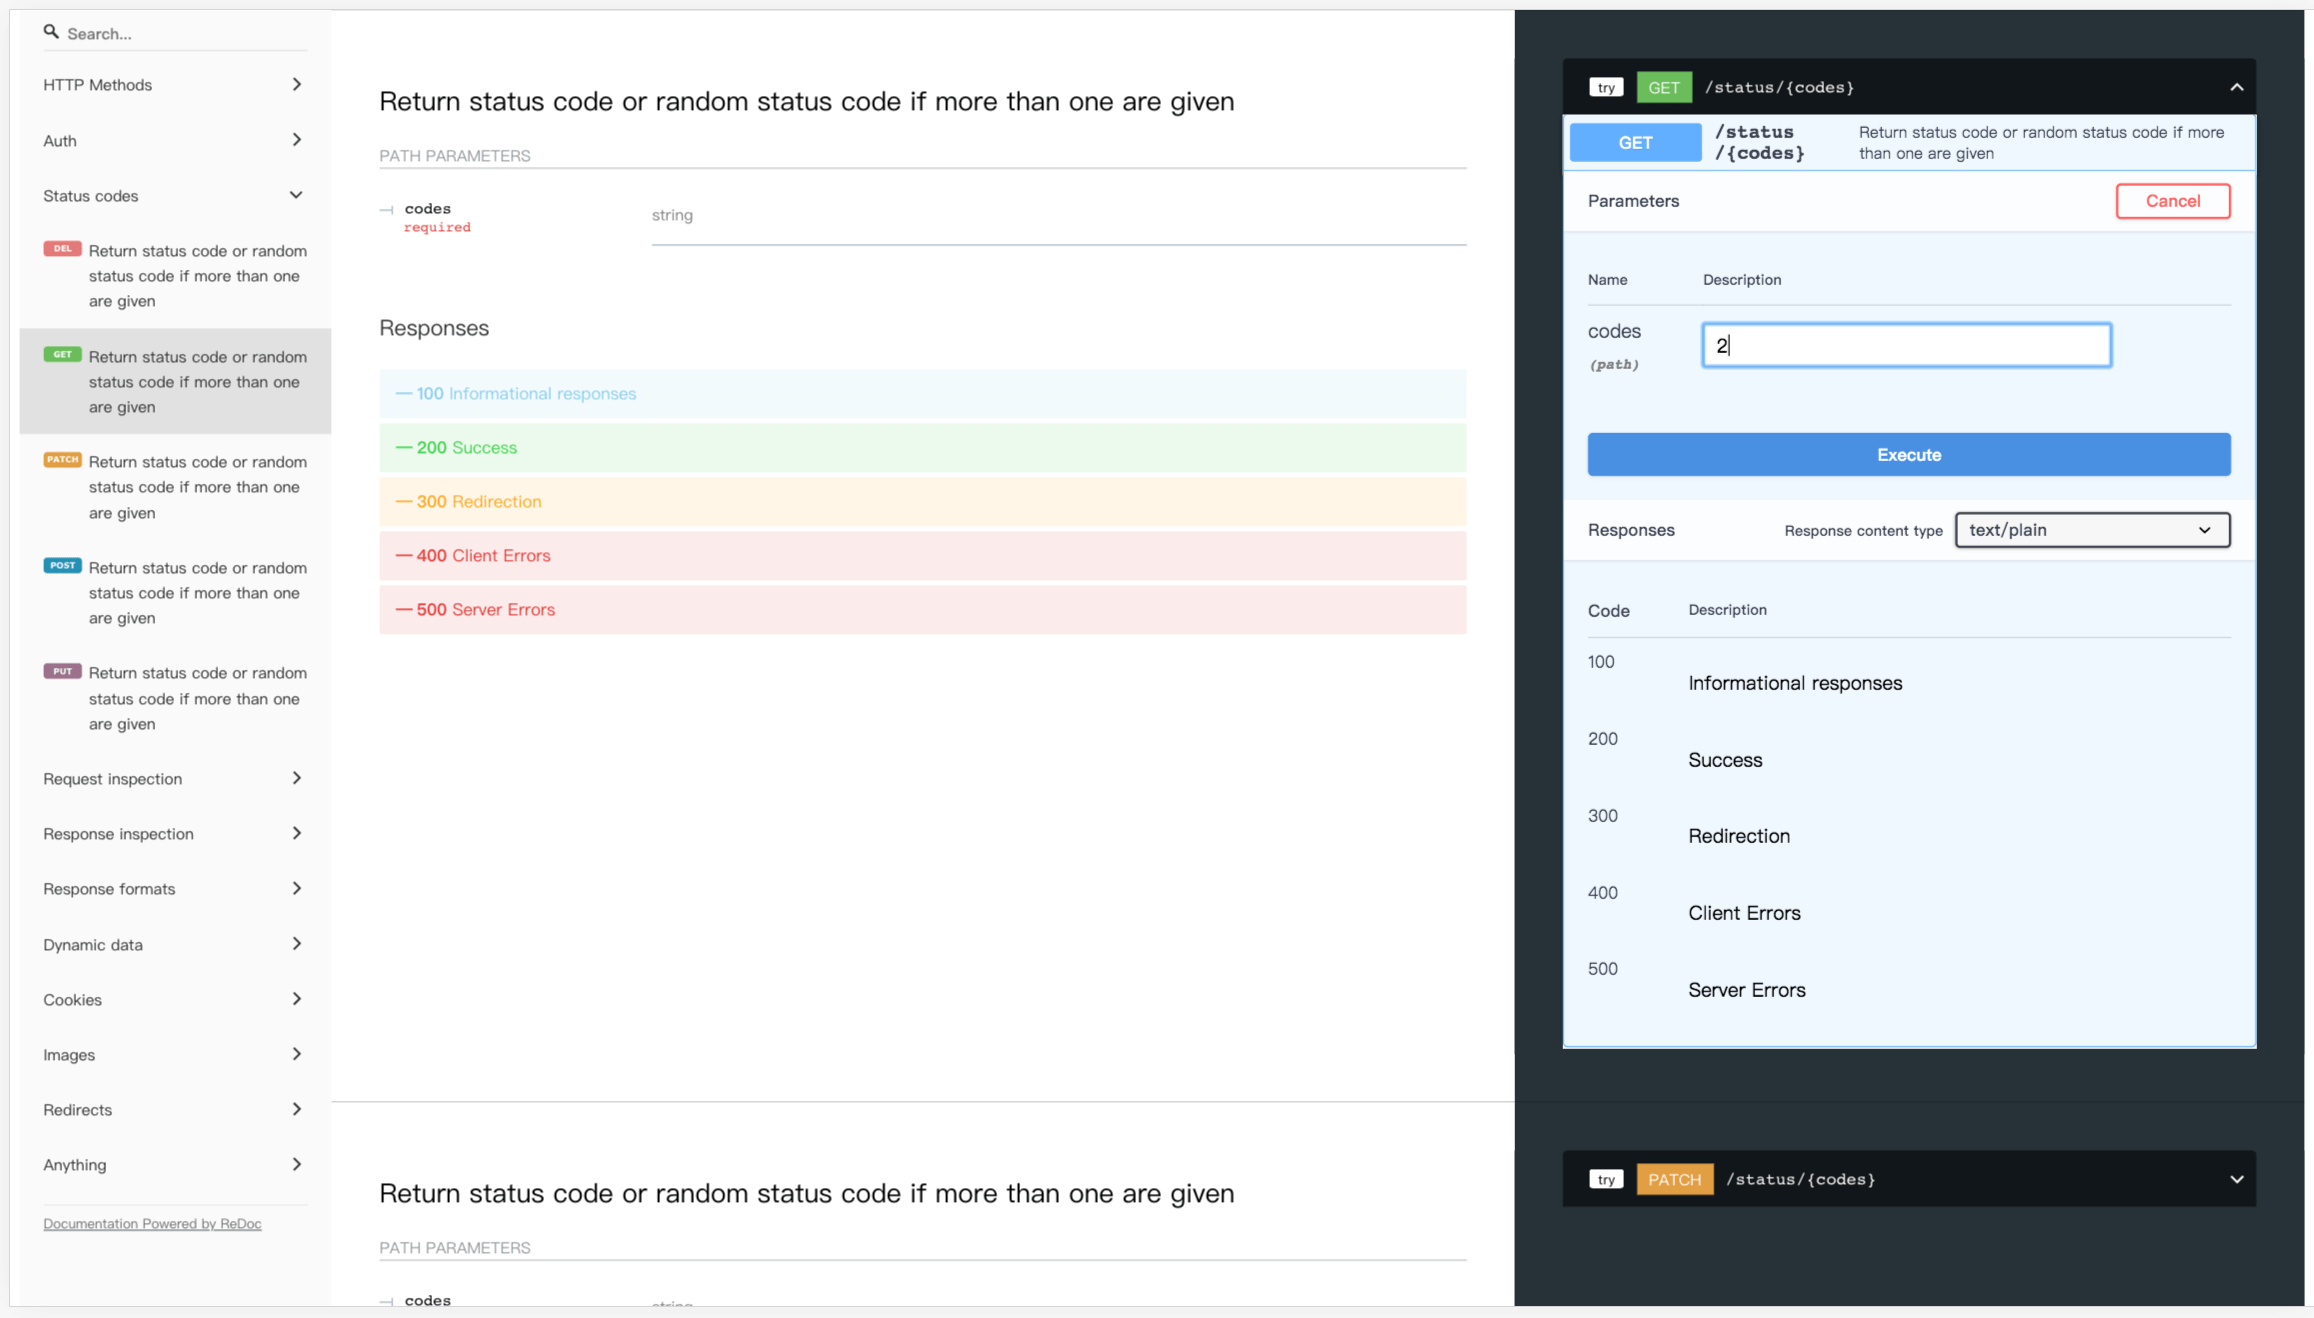 Search...
HTTP Methods
Auth
Status codes
DEL Return status code or random
status code if more than one
are given
GET Return status code or random
status code if more than one
are given
PATCH Return status code or random
status code if more than one
are given
POST Return status code or random
status code if more than one
are given
PUT Return status code or random
status code if more than one
are given
Request inspection
Response inspection
Response formats
Dynamic data
Cookies
Images
Redirects
Anything
Documentation Powered by ReDoc
Return status code or random status code if more than one are given
PATH PARAMETERS
codes
required
string
Responses
— 100 Informational responses
— 200 Success
— 300 Redirection
— 400 Client Errors
— 500 Server Errors
Return status code or random status code if more than one are given
PATH PARAMETERS
codes
string
try GET /status/{codes}
GET
/status
/{codes}
Return status code or random status code if more
than one are given
Parameters
Cancel
Name Description
codes
(path)
2
Execute
Responses Response content type text/plain
Code Description
100
Informational responses
200
Success
300
Redirection
400
Client Errors
500
Server Errors
try PATCH /status/{codes}